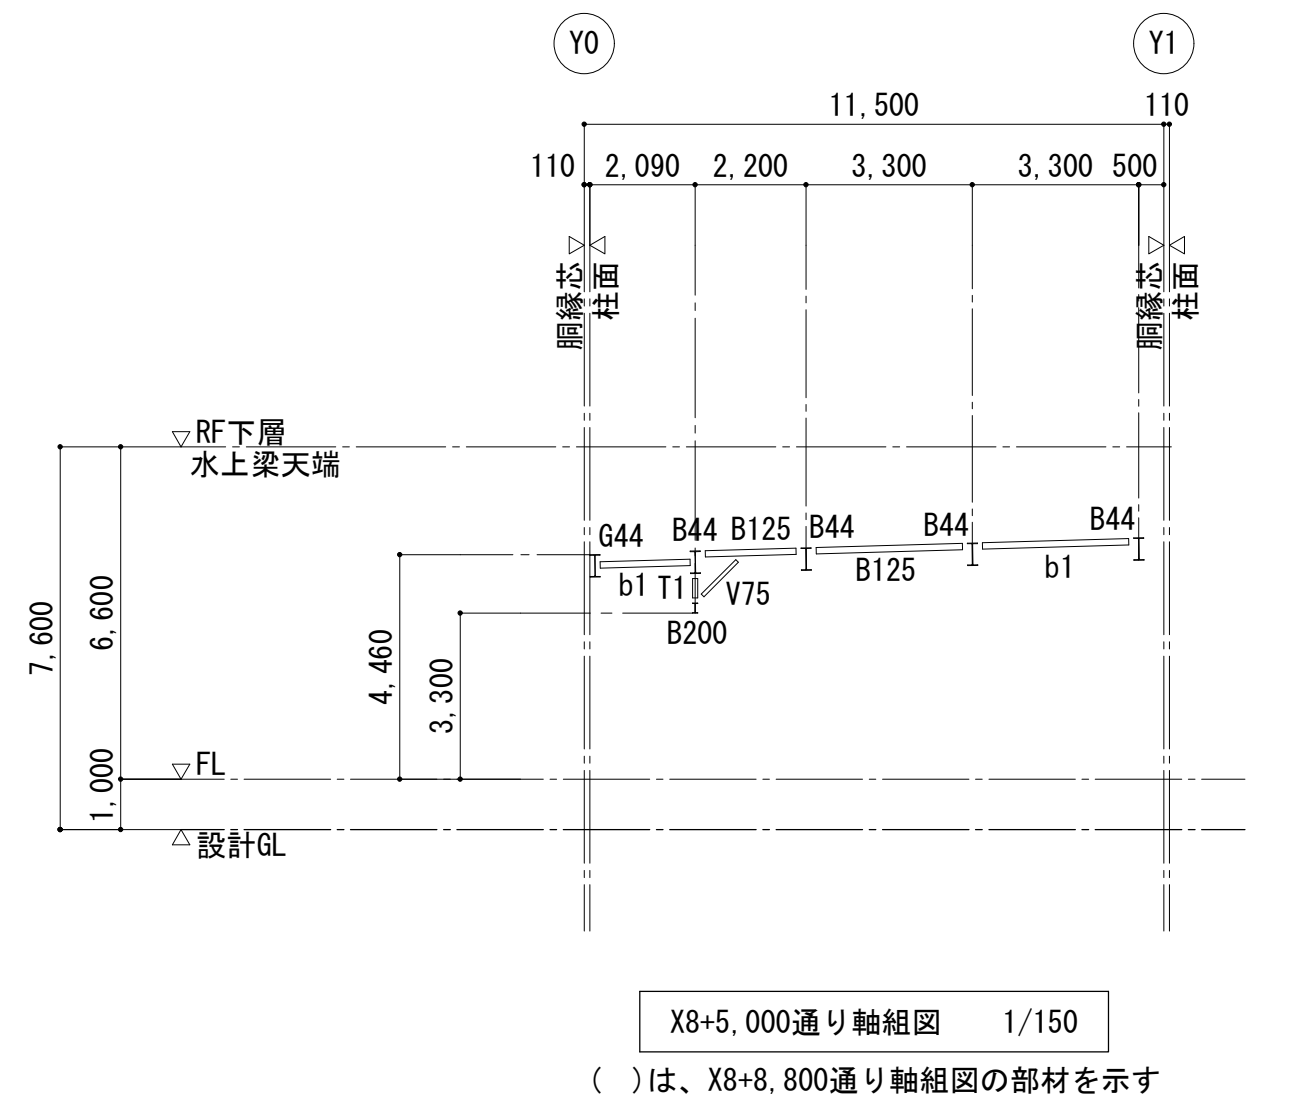 Y0
Y1
11,500
110
110
2,090
2,200
3,300
3,300
500
胴縁芯
柱面
胴縁芯
柱面
RF下層
水上梁天端
G44
B44
B125
B44
B44
B44
b1
T1
V75
B125
b1
B200
7,600
6,600
4,460
3,300
1,000
FL
設計GL
X8+5,000通り軸組図 1/150
( )は、X8+8,800通り軸組図の部材を示す